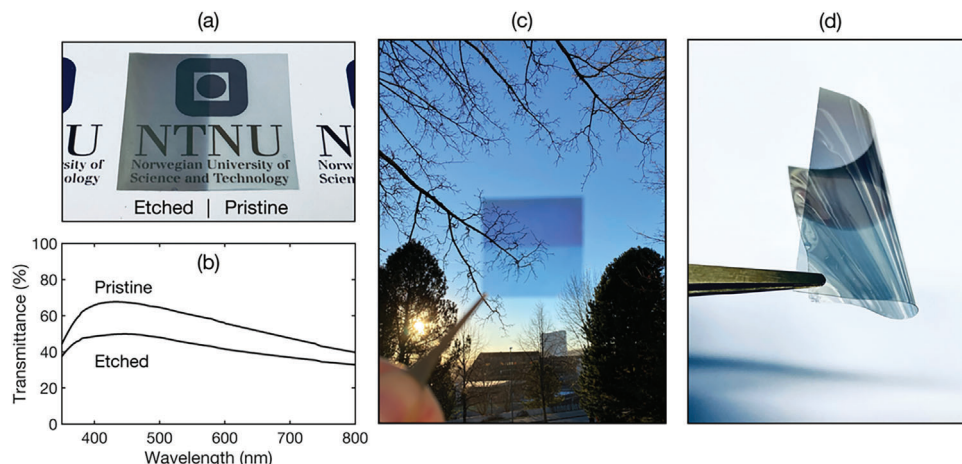 (a)
NTNU
Norwegian University of
Science and Technology
NU
sity of
ology
N
Norw
Scien
Etched | Pristine
(b)
Transmittance (%)
100
80
60
40
20
0
Pristine
Etched
400 500 600 700 800
Wavelength (nm)
(c)
(d)